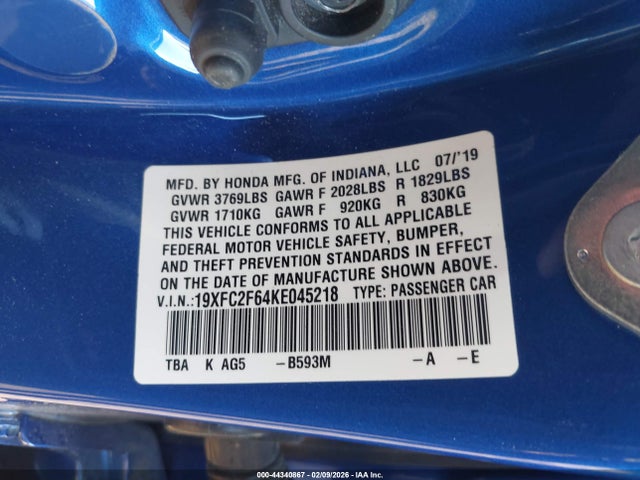 MFD. BY HONDA MFG. OF INDIANA, LLC 07/'19
GVWR 3769LBS GAWR F 2028LBS R 1829LBS
GVWR 1710KG GAWR F 920KG R 830KG
THIS VEHICLE CONFORMS TO ALL APPLICABLE
FEDERAL MOTOR VEHICLE SAFETY, BUMPER,
AND THEFT PREVENTION STANDARDS IN EFFECT
ON THE DATE OF MANUFACTURE SHOWN ABOVE.
V.I.N.:19XFC2F64KE045218 TYPE: PASSENGER CAR
TBA K AG5 -B593M -A -E
000-44340867 - 02/09/2026 - IAA Inc.